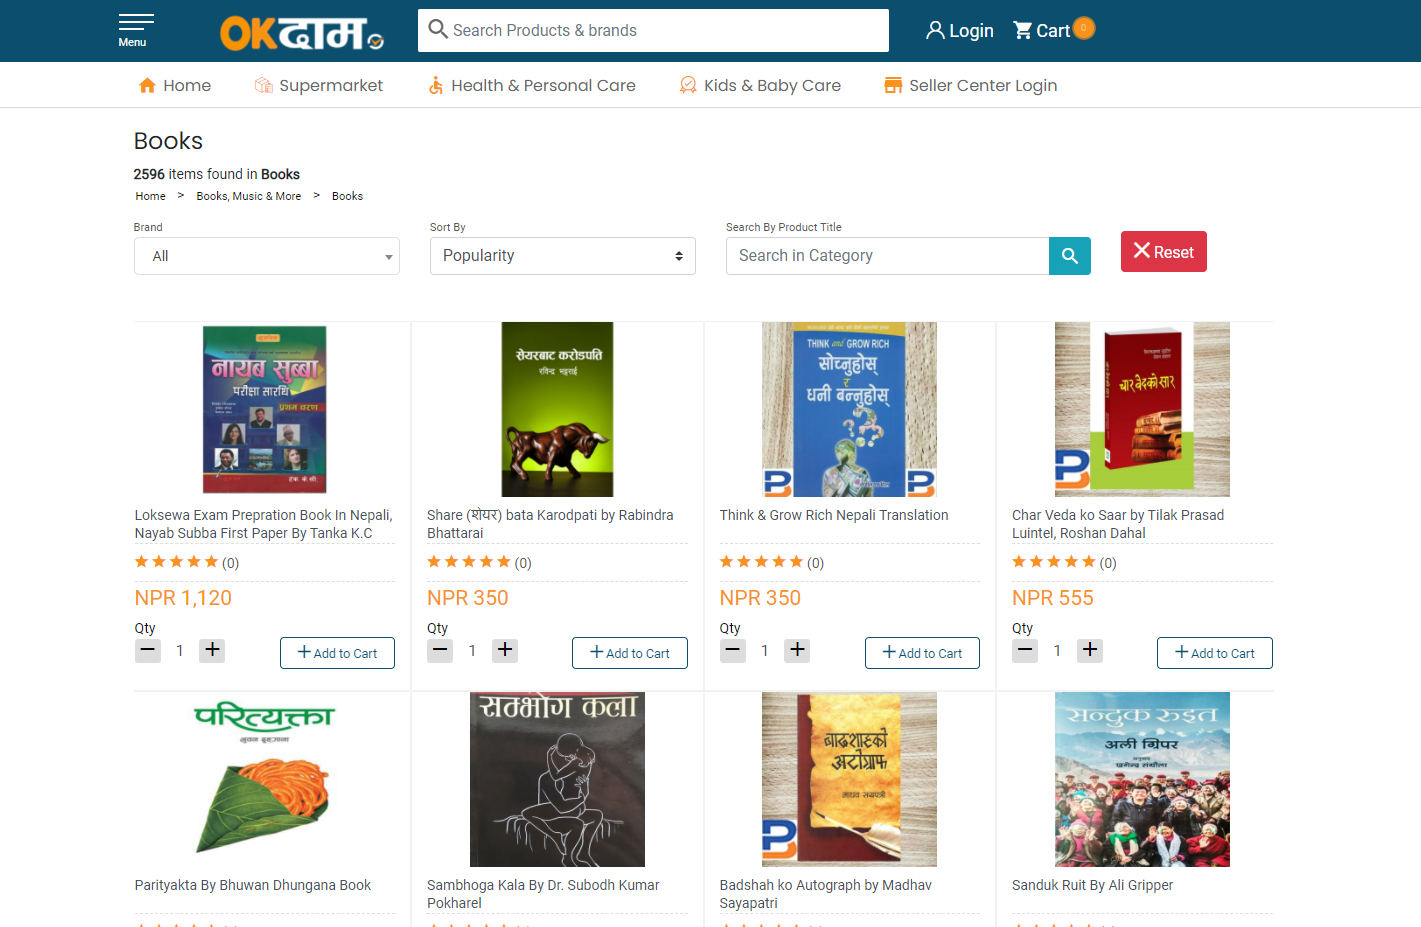 Menu
OKदाम
Search Products & brands
Login
Cart
0
Home
Supermarket
Health & Personal Care
Kids & Baby Care
Seller Center Login
Books
2596 items found in Books
Home > Books, Music & More > Books
Brand
Sort By
Search By Product Title
All
Popularity
Search in Category
Reset
नायब सुब्बा
परीक्षा सारथि
प्रथम चरण
सेयरबाट करोडपति
रविन्द्र भट्टराई
THINK and GROW RICH
सोच्नुहोस्
र
धनी बन्नुहोस्
चार वेदको सार
Loksewa Exam Prepration Book In Nepali,
Nayab Subba First Paper By Tanka K.C
(0)
NPR 1,120
Qty
1
Add to Cart
Share (शेयर) bata Karodpati by Rabindra
Bhattarai
(0)
NPR 350
Qty
1
Add to Cart
Think & Grow Rich Nepali Translation
(0)
NPR 350
Qty
1
Add to Cart
Char Veda ko Saar by Tilak Prasad
Luintel, Roshan Dahal
(0)
NPR 555
Qty
1
Add to Cart
परित्यक्ता
भुवन ढुङ्गाना
सम्भोग कला
बादशाहको
अटोग्राफ
माधव सयपत्री
सन्दुक रुइत
अली ग्रिपर
अनुवाद
खगेन्द्र संग्रौला
Parityakta By Bhuwan Dhungana Book
Sambhoga Kala By Dr. Subodh Kumar
Pokharel
Badshah ko Autograph by Madhav
Sayapatri
Sanduk Ruit By Ali Gripper